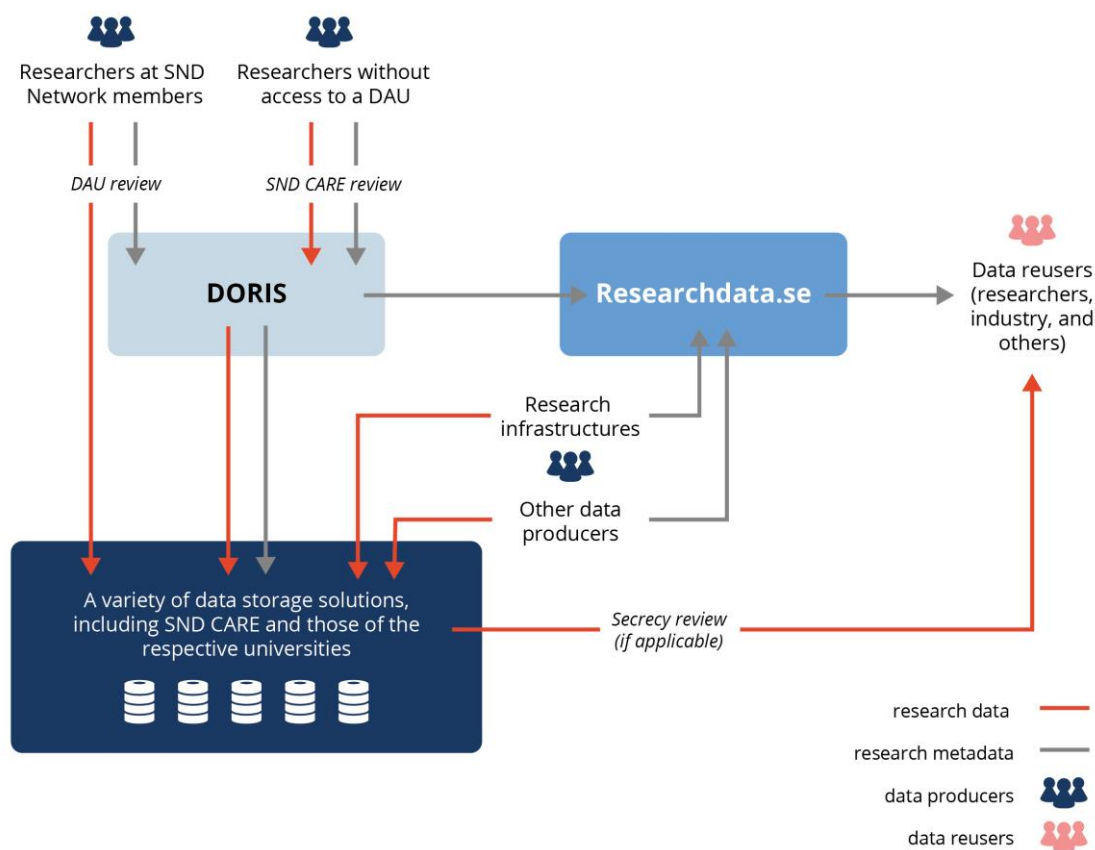 Researchers at SND
Network members
Researchers without
access to a DAU
DAU review
SND CARE review
DORIS
Researchdata.se
Data reusers
(researchers,
industry, and
others)
Research
infrastructures
Other data
producers
A variety of data storage solutions,
including SND CARE and those of the
respective universities
Secrecy review
(if applicable)
research data
research metadata
data producers
data reusers